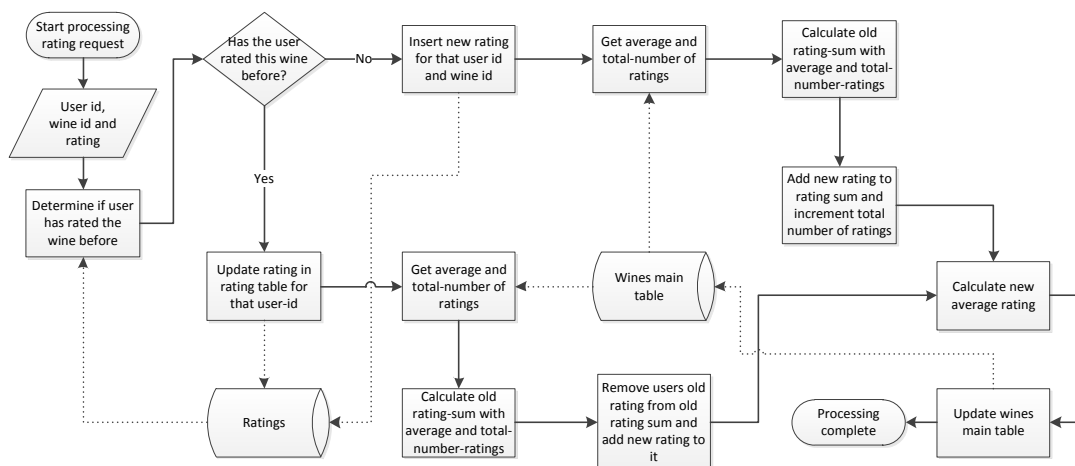 Start processing
rating request
User id,
wine id and
rating
Determine if user
has rated the
wine before
Has the user
rated this wine
before?
No
Yes
Insert new rating
for that user id
and wine id
Get average and
total-number of
ratings
Calculate old
rating-sum with
average and total-
number-ratings
Add new rating to
rating sum and
increment total
number of ratings
Update rating in
rating table for
that user-id
Get average and
total-number of
ratings
Wines main
table
Calculate new
average rating
Ratings
Calculate old
rating-sum with
average and total-
number-ratings
Remove users old
rating from old
rating sum and
add new rating to
it
Processing
complete
Update wines
main table